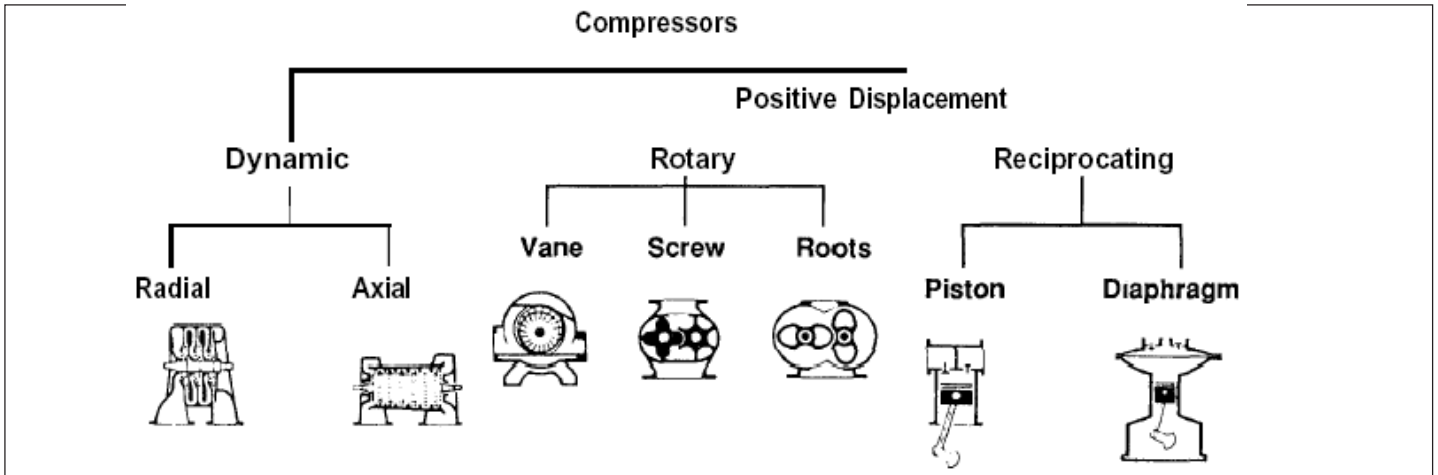 Compressors
Positive Displacement
Dynamic
Rotary
Reciprocating
Vane
Screw
Roots
Radial
Axial
Piston
Diaphragm